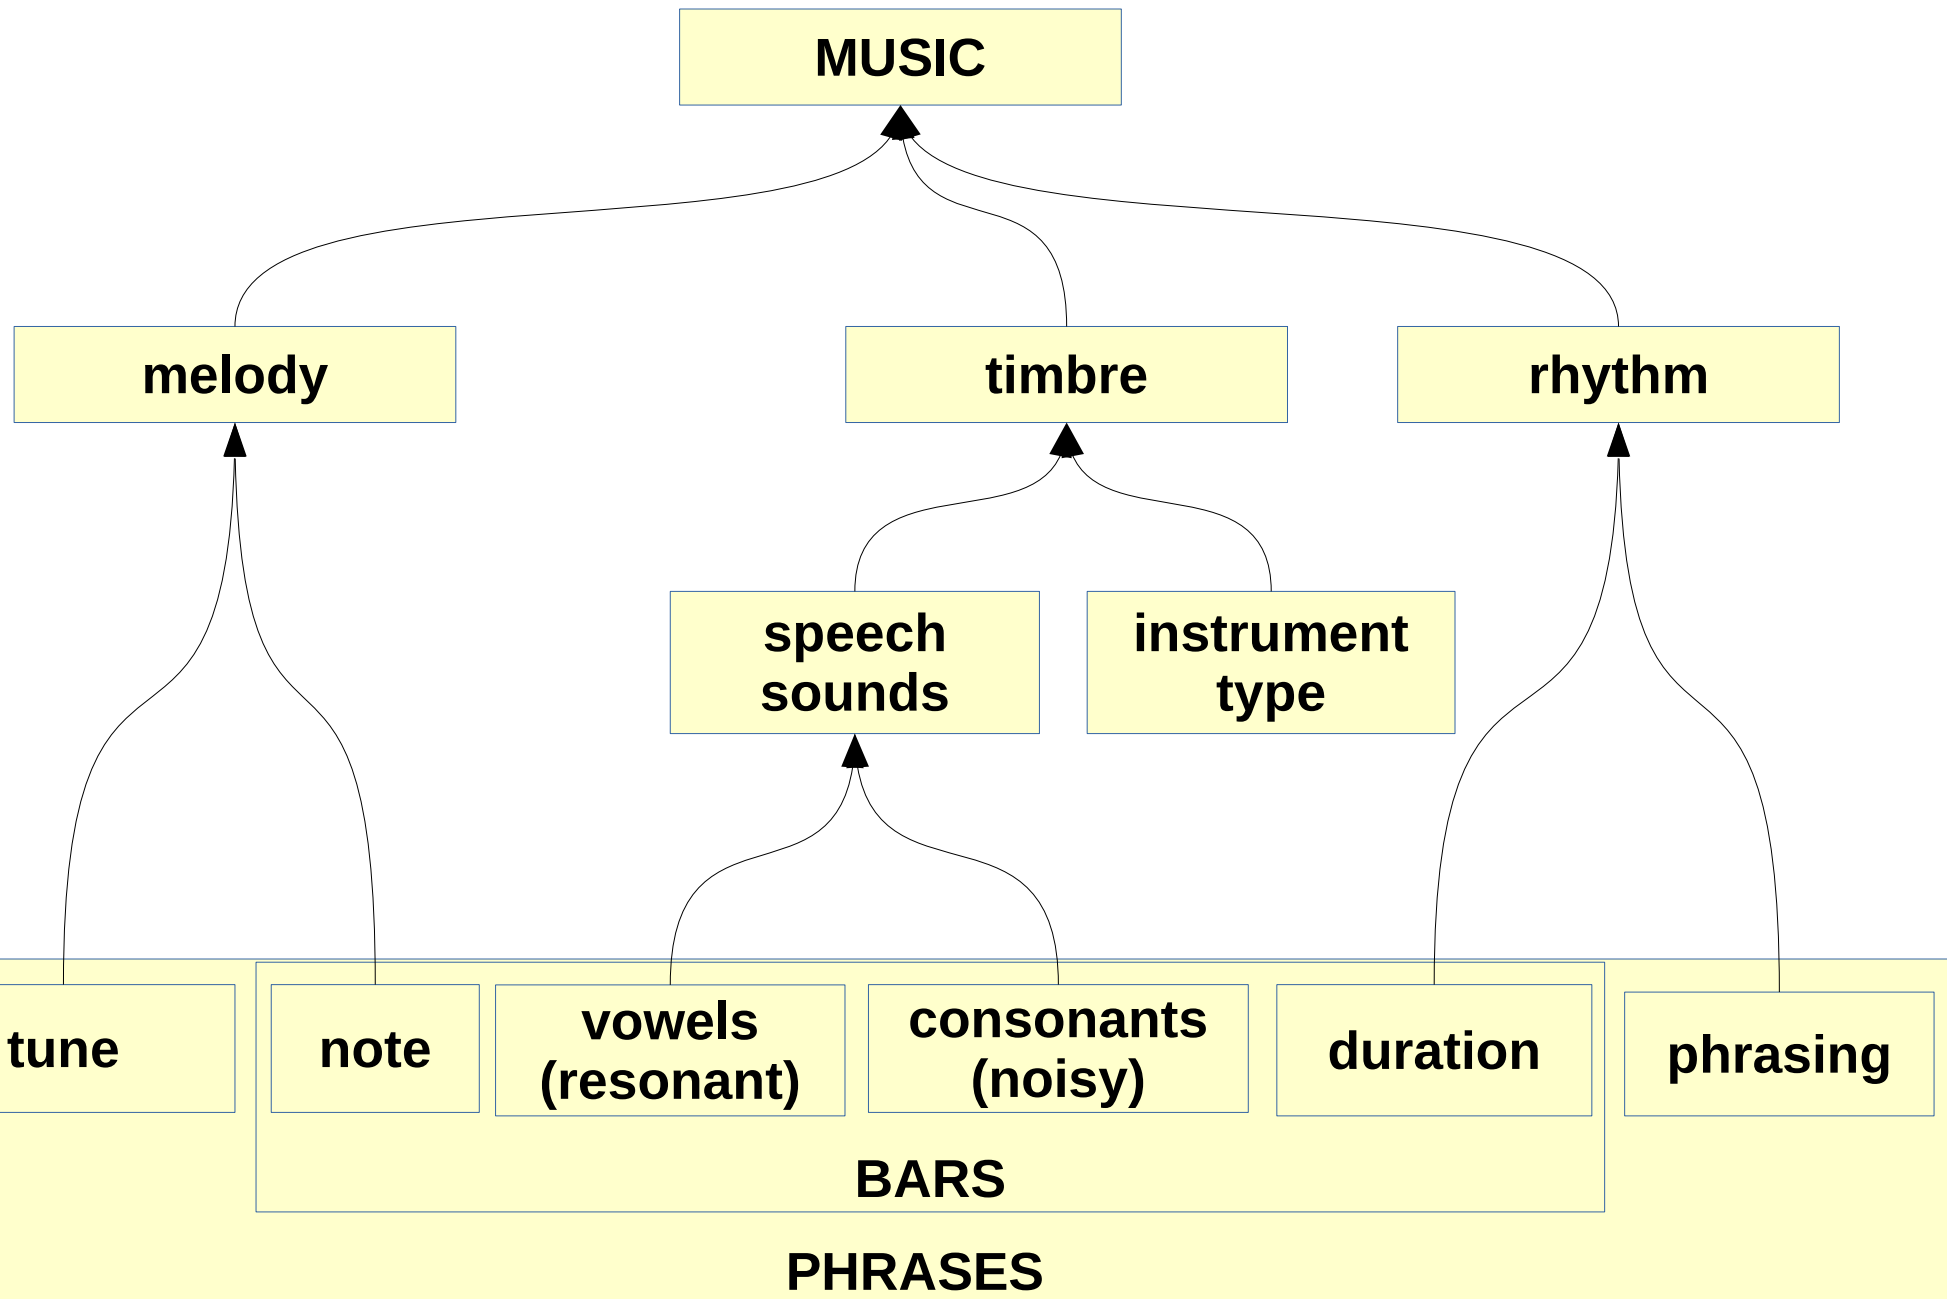 MUSIC
melody
timbre
rhythm
speech
sounds
instrument
type
tune
note
vowels
(resonant)
consonants
(noisy)
duration
phrasing
BARS
PHRASES